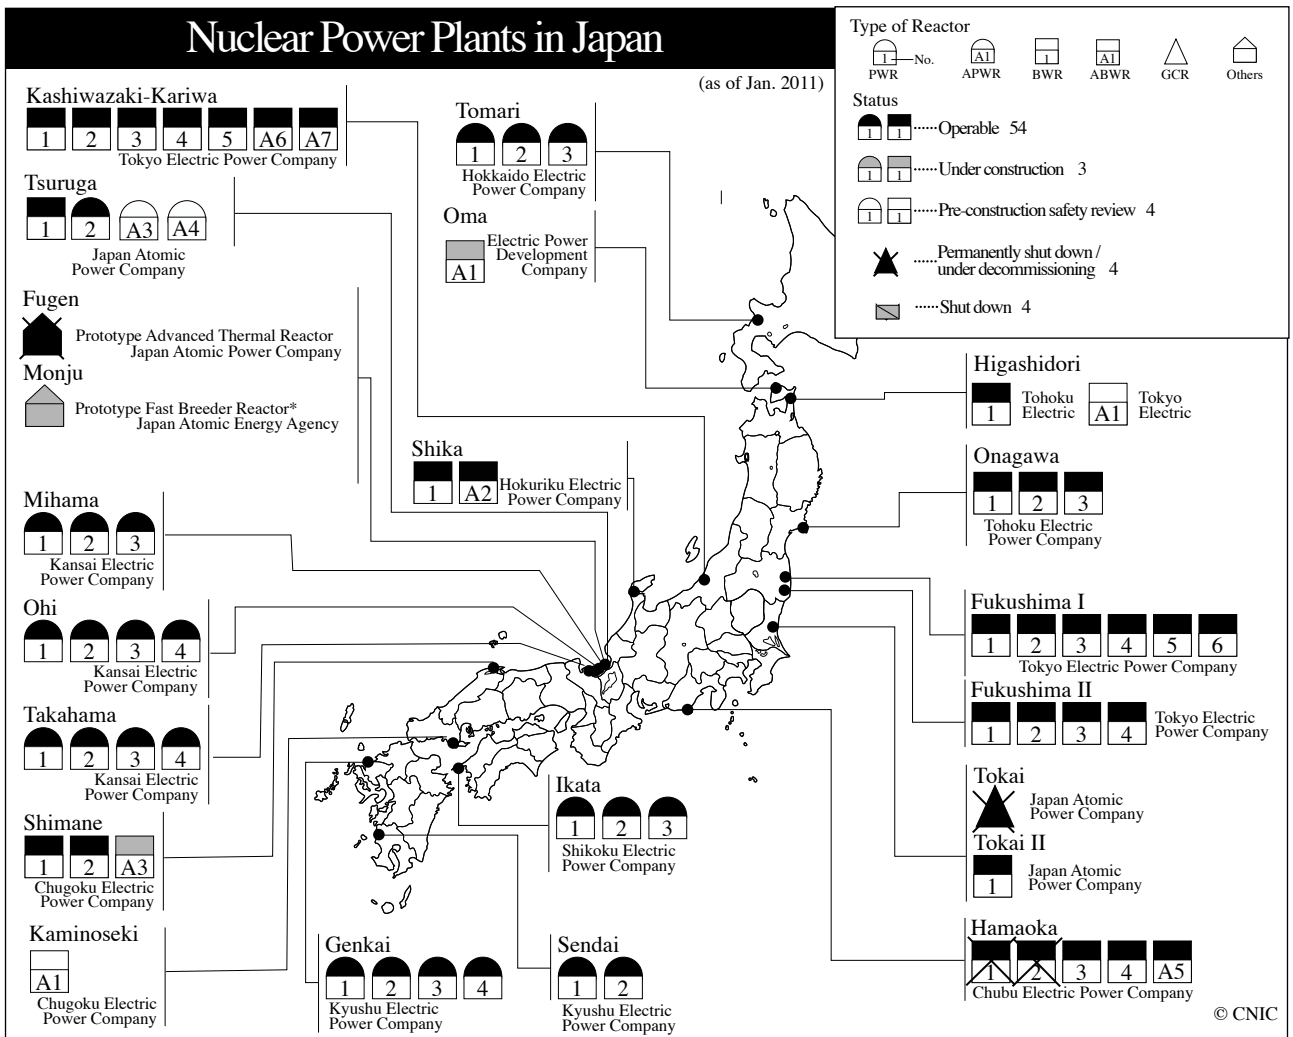 Nuclear Power Plants in Japan
(as of Jan. 2011)
Type of Reactor
1 No.
A1
1
A1
PWR
APWR
BWR
ABWR
GCR
Others
Status
1 1 ......Operable 54
1 1 ......Under construction 3
1 1 ......Pre-construction safety review 4
......Permanently shut down /
under decommissioning 4
......Shut down 4
Kashiwazaki-Kariwa
1 2 3 4 5 A6 A7
Tokyo Electric Power Company
Tsuruga
1 2 A3 A4
Japan Atomic
Power Company
Fugen
Prototype Advanced Thermal Reactor
Japan Atomic Power Company
Monju
Prototype Fast Breeder Reactor*
Japan Atomic Energy Agency
Tomari
1 2 3
Hokkaido Electric
Power Company
Oma
A1
Electric Power
Development
Company
Shika
1 A2
Hokuriku Electric
Power Company
Mihama
1 2 3
Kansai Electric
Power Company
Ohi
1 2 3 4
Kansai Electric
Power Company
Takahama
1 2 3 4
Kansai Electric
Power Company
Shimane
1 2 A3
Chugoku Electric
Power Company
Kaminoseki
A1
Chugoku Electric
Power Company
Genkai
1 2 3 4
Kyushu Electric
Power Company
Sendai
1 2
Kyushu Electric
Power Company
Ikata
1 2 3
Shikoku Electric
Power Company
Higashidori
1
Tohoku
Electric
A1
Tokyo
Electric
Onagawa
1 2 3
Tohoku Electric
Power Company
Fukushima I
1 2 3 4 5 6
Tokyo Electric Power Company
Fukushima II
1 2 3 4
Tokyo Electric
Power Company
Tokai
Japan Atomic
Power Company
Tokai II
1
Japan Atomic
Power Company
Hamaoka
1 2 3 4 A5
Chubu Electric Power Company
© CNIC